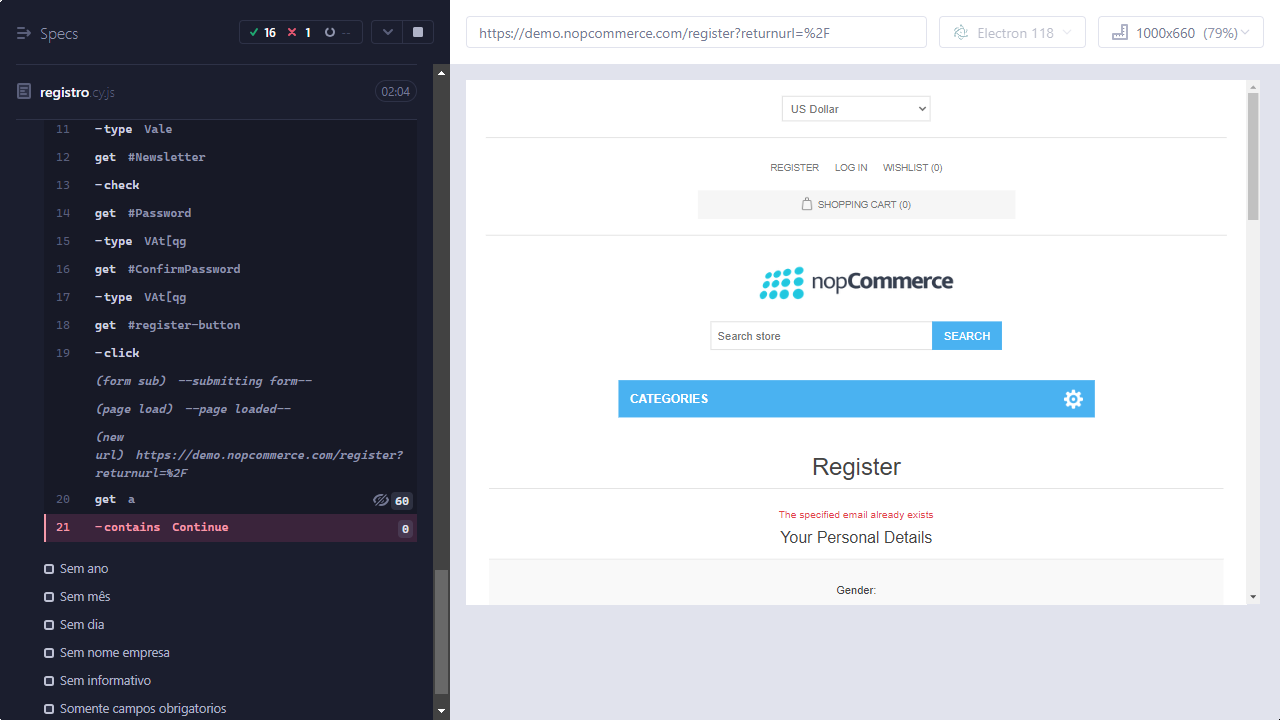 Specs
16 1 --
registro.cy.js 02:04
11 -type Vale
12 get #Newsletter
13 -check
14 get #Password
15 -type VAt[qg
16 get #ConfirmPassword
17 -type VAt[qg
18 get #register-button
19 -click
(form sub) --submitting form--
(page load) --page loaded--
(new
url) https://demo.nopcommerce.com/register?
returnurl=%2F
20 get a 60
21 -contains Continue 0
Sem ano
Sem mês
Sem dia
Sem nome empresa
Sem informativo
Somente campos obrigatorios
https://demo.nopcommerce.com/register?returnurl=%2F
Electron 118
1000x660 (79%)
US Dollar
REGISTER LOG IN WISHLIST (0)
SHOPPING CART (0)
nopCommerce
Search store SEARCH
CATEGORIES
Register
The specified email already exists
Your Personal Details
Gender: